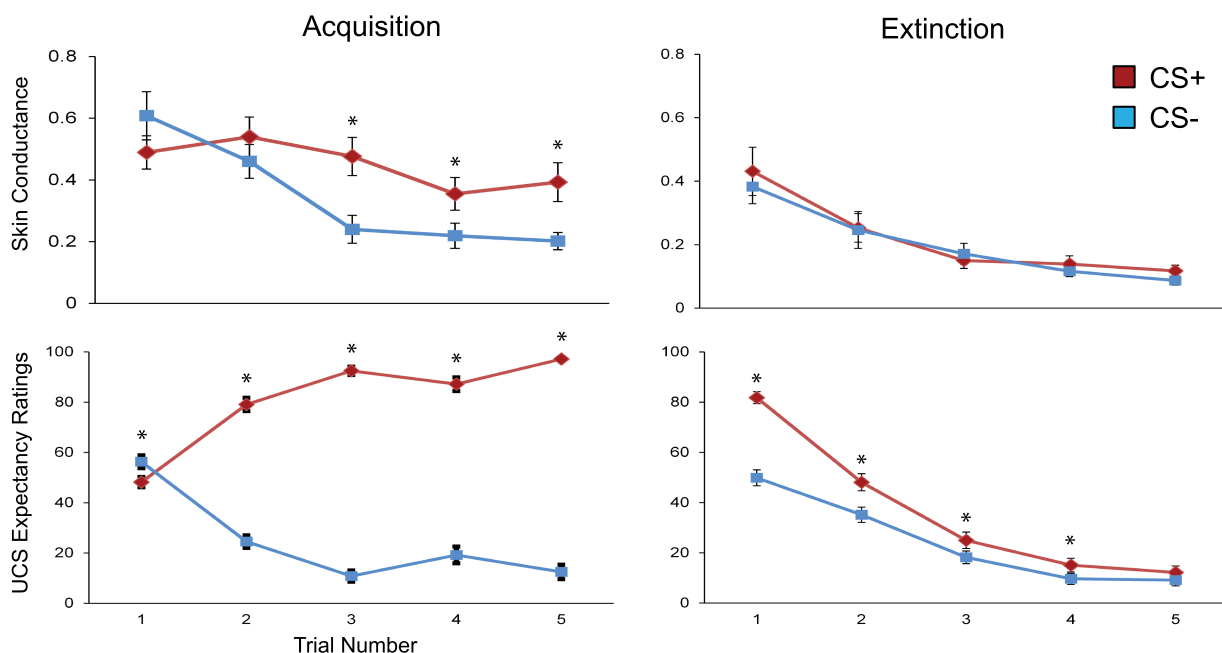 Acquisition
Extinction
Skin Conductance
0.8
0.6
0.4
0.2
0
* * *
0.8
0.6
0.4
0.2
0
CS+
CS-
UCS Expectancy Ratings
100
80
60
40
20
0
* * * * *
1 2 3 4 5
Trial Number
100
80
60
40
20
0
* * * *
1 2 3 4 5